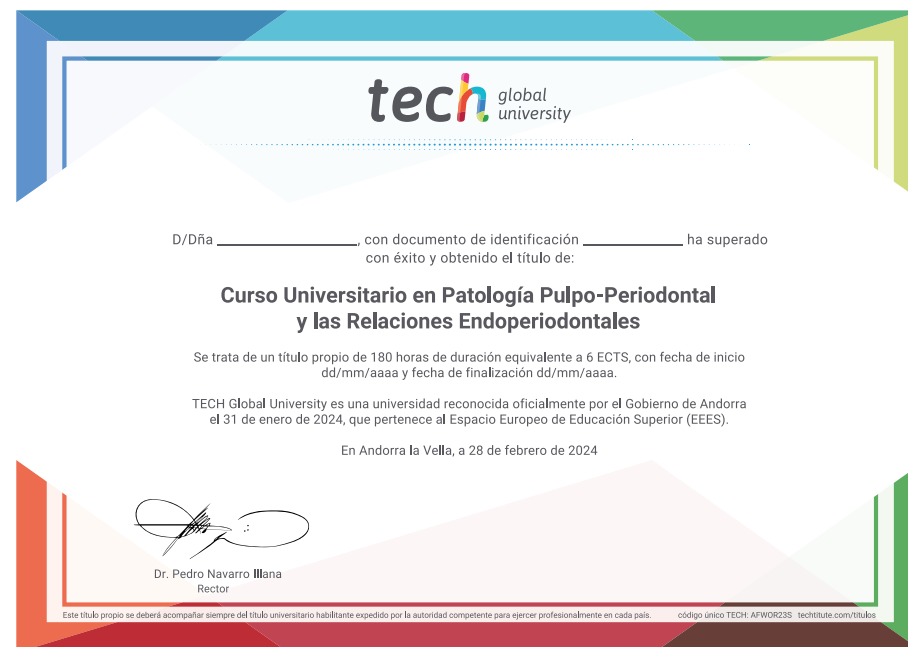 tech global university
D/Dña ____________________, con documento de identificación ______________ ha superado
con éxito y obtenido el título de:
Curso Universitario en Patología Pulpo-Periodontal
y las Relaciones Endoperiodontales
Se trata de un título propio de 180 horas de duración equivalente a 6 ECTS, con fecha de inicio
dd/mm/aaaa y fecha de finalización dd/mm/aaaa.
TECH Global University es una universidad reconocida oficialmente por el Gobierno de Andorra
el 31 de enero de 2024, que pertenece al Espacio Europeo de Educación Superior (EEES).
En Andorra la Vella, a 28 de febrero de 2024
Dr. Pedro Navarro Illana
Rector
Este título propio se deberá acompañar siempre del título universitario habilitante expedido por la autoridad competente para ejercer profesionalmente en cada país. código único TECH: AFWOR23S techtitute.com/titulos